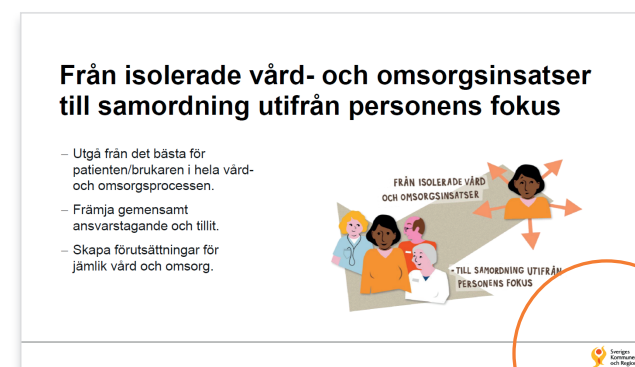 Från isolerade vård- och omsorgsinsatser
till samordning utifrån personens fokus
– Utgå från det bästa för
patienten/brukaren i hela vård-
och omsorgsprocessen.
– Främja gemensamt
ansvarstagande och tillit.
– Skapa förutsättningar för
jämlik vård och omsorg.
FRÅN ISOLERADE VÅRD
OCH OMSORGSINSATSER
- TILL SAMORDNING UTIFRÅN
PERSONENS FOKUS
Sveriges
Kommuner
och Region